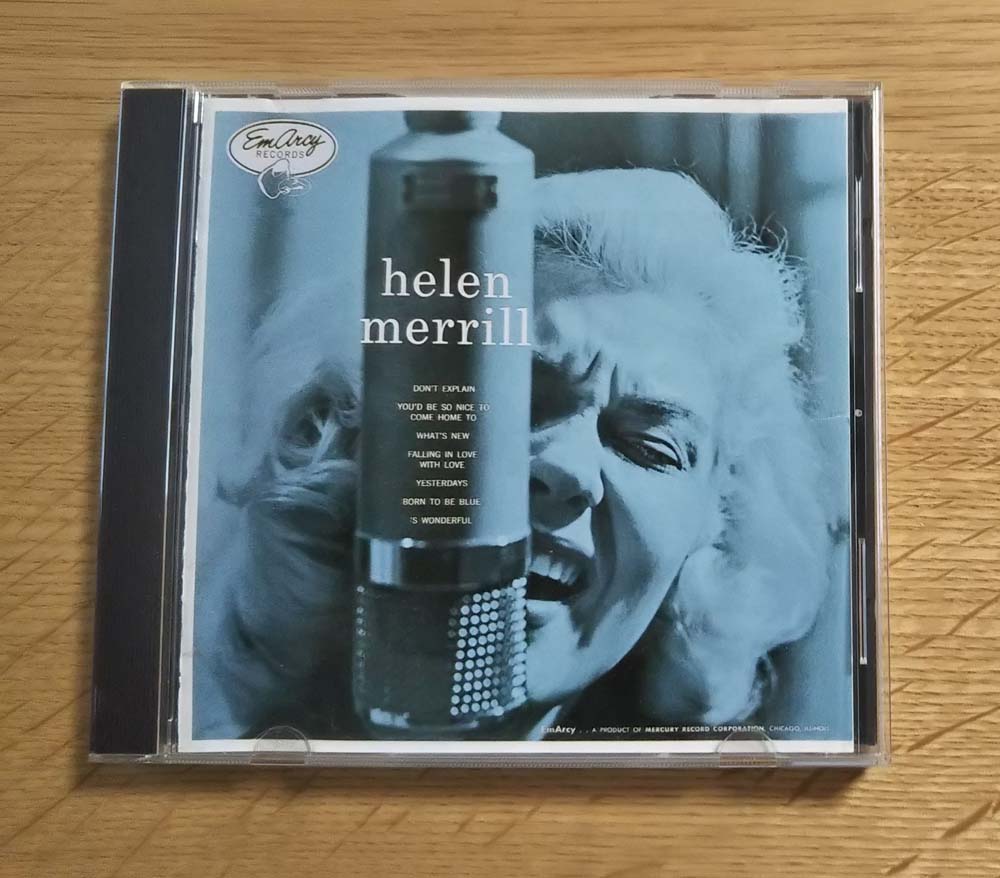 EmArcy
RECORDS
helen
merrill
DON'T EXPLAIN
YOU'D BE SO NICE TO
COME HOME TO
WHAT'S NEW
FALLING IN LOVE
WITH LOVE
YESTERDAYS
BORN TO BE BLUE
'S WONDERFUL
EmArcy . . A PRODUCT OF MERCURY RECORD CORPORATION, CHICAGO, ILLINOIS